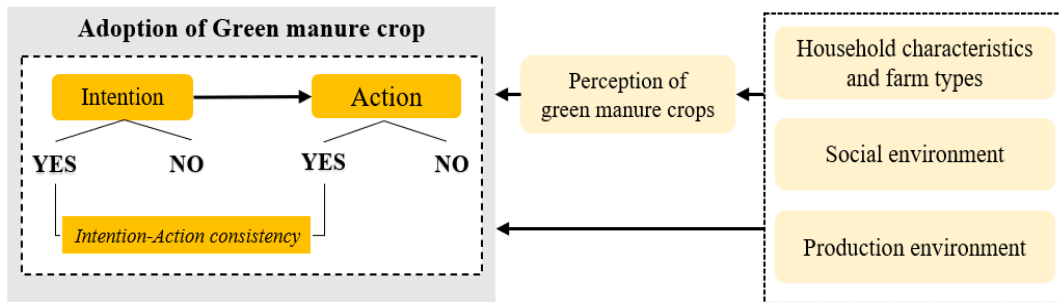 Adoption of Green manure crop
Intention
Action
YES
NO
YES
NO
Intention-Action consistency
Perception of
green manure crops
Household characteristics
and farm types
Social environment
Production environment